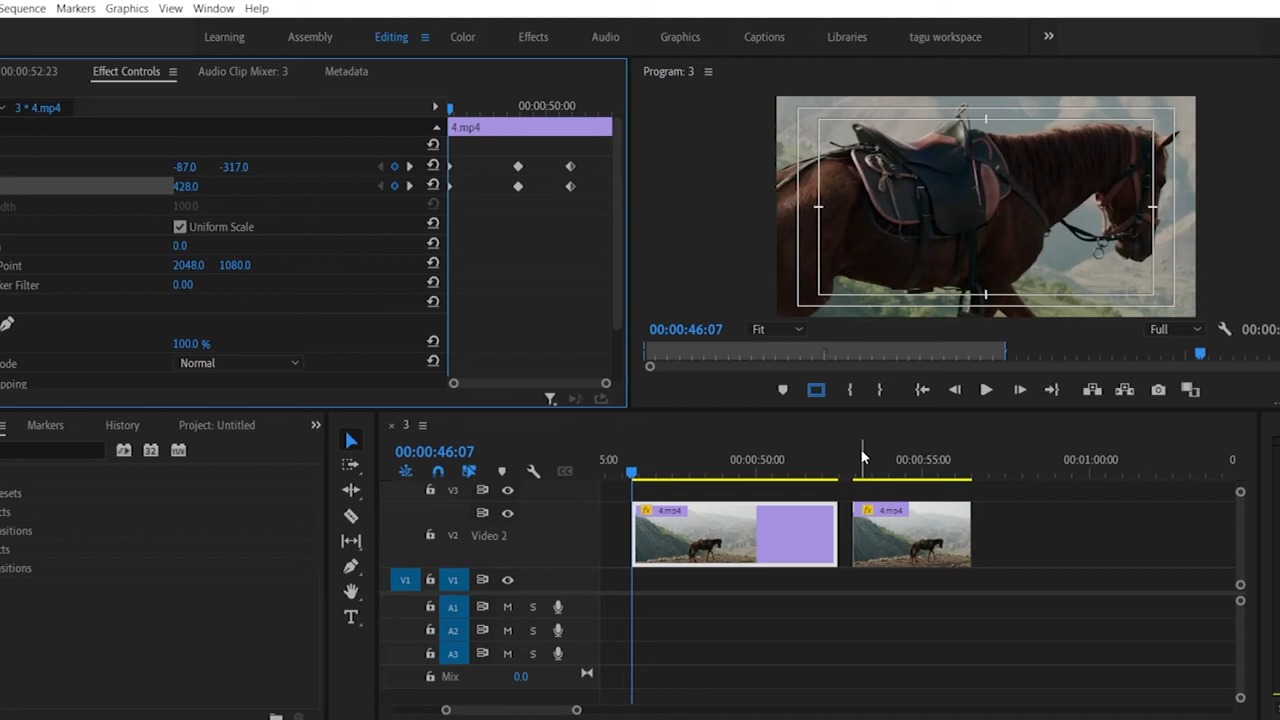 Sequence Markers Graphics View Window Help
Learning Assembly Editing Color Effects Audio Graphics Captions Libraries tagu workspace
00:00:52:23 Effect Controls Audio Clip Mixer: 3 Metadata
Program: 3
3 * 4.mp4
00:00:50:00
4.mp4
-87.0 -317.0
428.0
100.0
Uniform Scale
0.0
Point 2048.0 1080.0
ker Filter 0.00
100.0 %
ode Normal
pping
00:00:46:07 Fit Full 00:00:
Markers History Project: Untitled
esets
cts
nsitions
cts
nsitions
3
00:00:46:07
5:00 00:00:50:00 00:00:55:00 00:01:00:00 0
V3
V2 Video 2
4.mp4 4.mp4
fx fx
V1 V1
A1 M S
A2 M S
A3 M S
Mix 0.0
T